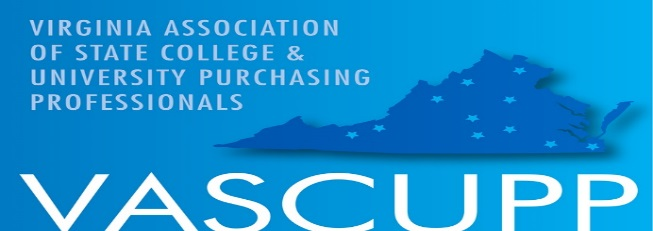 VIRGINIA ASSOCIATION
OF STATE COLLEGE &
UNIVERSITY PURCHASING
PROFESSIONALS
VASCUPP